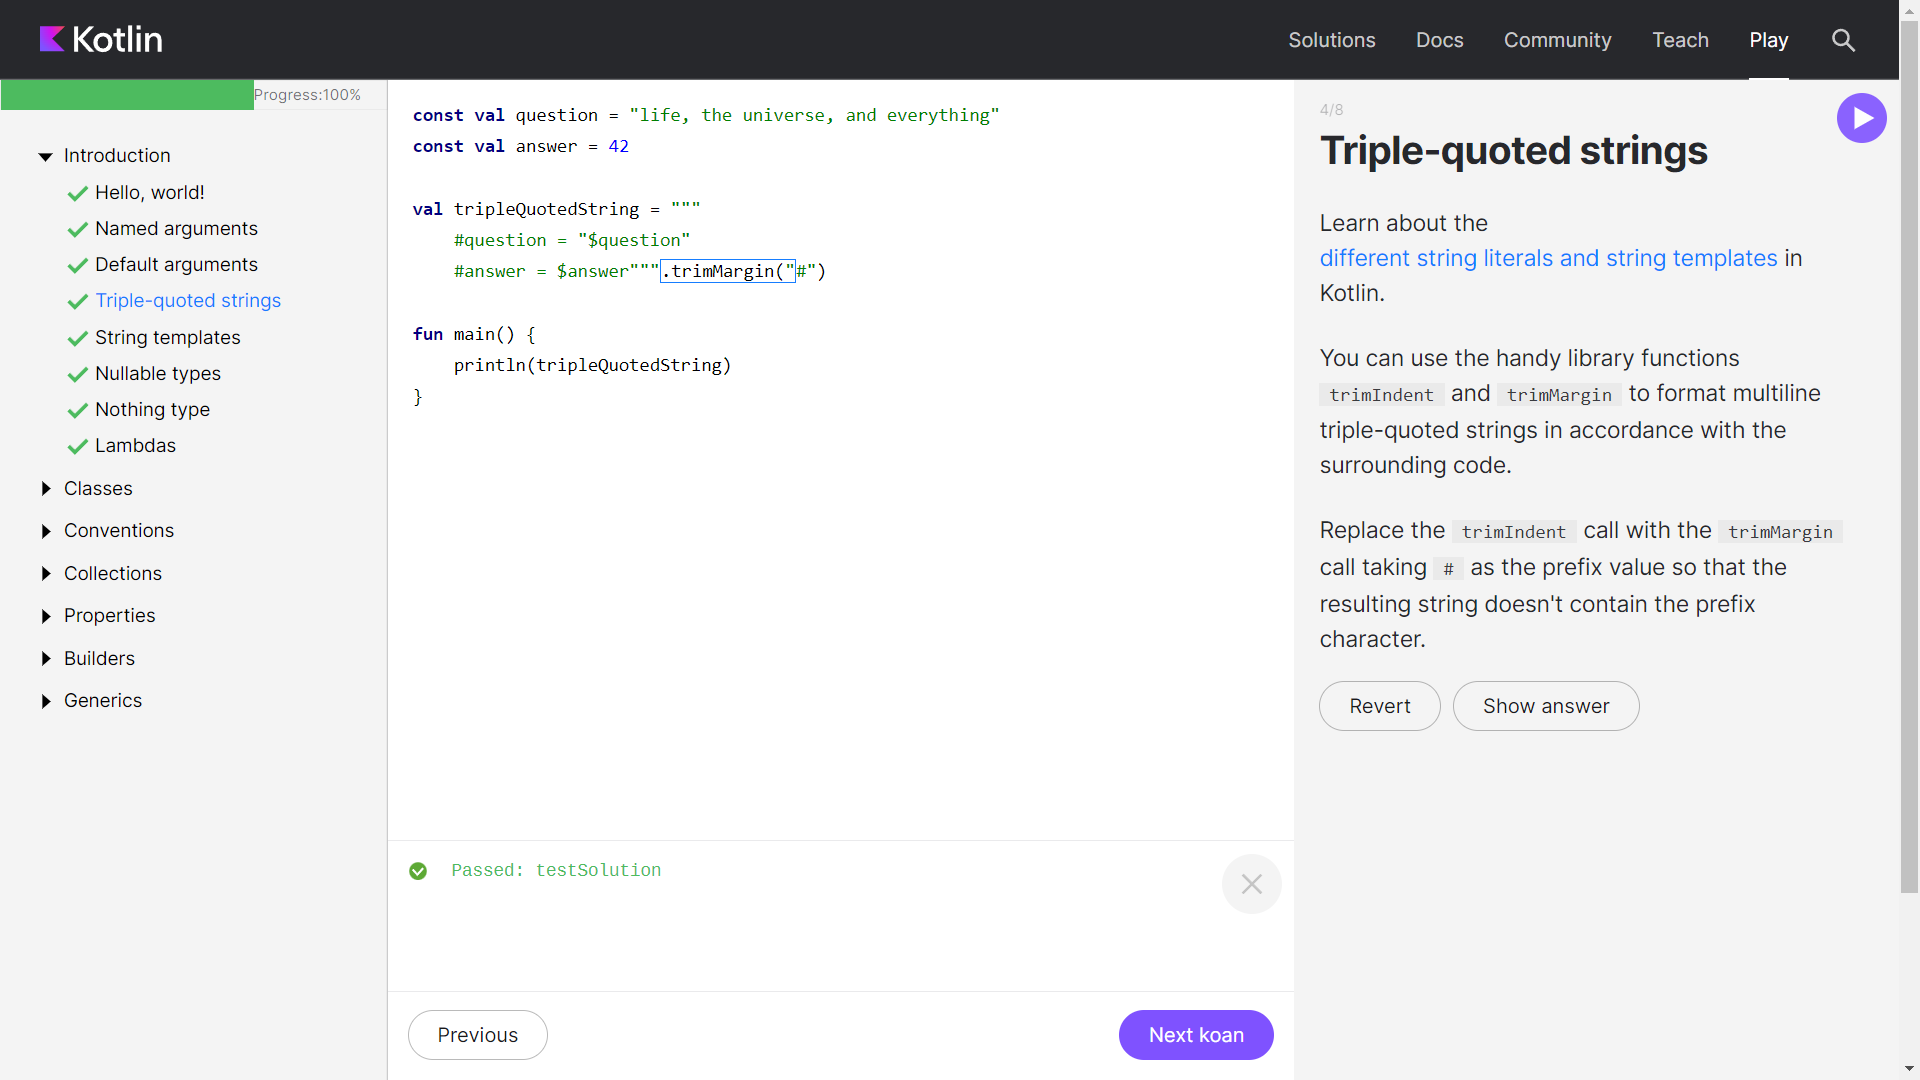 Kotlin
Solutions
Docs
Community
Teach
Play
Progress:100%
Introduction
Hello, world!
Named arguments
Default arguments
Triple-quoted strings
String templates
Nullable types
Nothing type
Lambdas
Classes
Conventions
Collections
Properties
Builders
Generics
const val question = "life, the universe, and everything"
const val answer = 42
val tripleQuotedString = """
#question = "$question"
#answer = $answer""".trimMargin("#")
fun main() {
println(tripleQuotedString)
}
Passed: testSolution
Previous
Next koan
4/8
Triple-quoted strings
Learn about the
different string literals and string templates in
Kotlin.
You can use the handy library functions
trimIndent and trimMargin to format multiline
triple-quoted strings in accordance with the
surrounding code.
Replace the trimIndent call with the trimMargin
call taking # as the prefix value so that the
resulting string doesn't contain the prefix
character.
Revert
Show answer